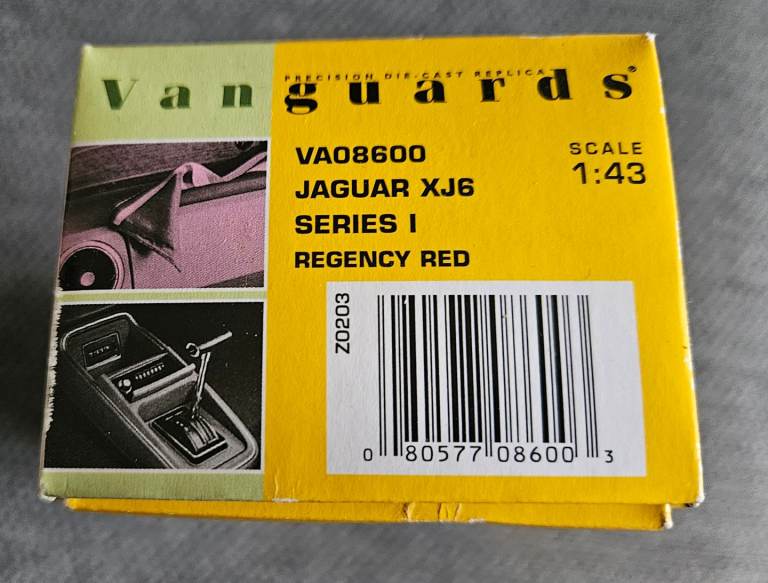 PRECISION DIE-CAST REPLICA
Vanguards®
VA08600
JAGUAR XJ6
SERIES I
REGENCY RED
SCALE
1:43
Z0203
0 80577 08600 3